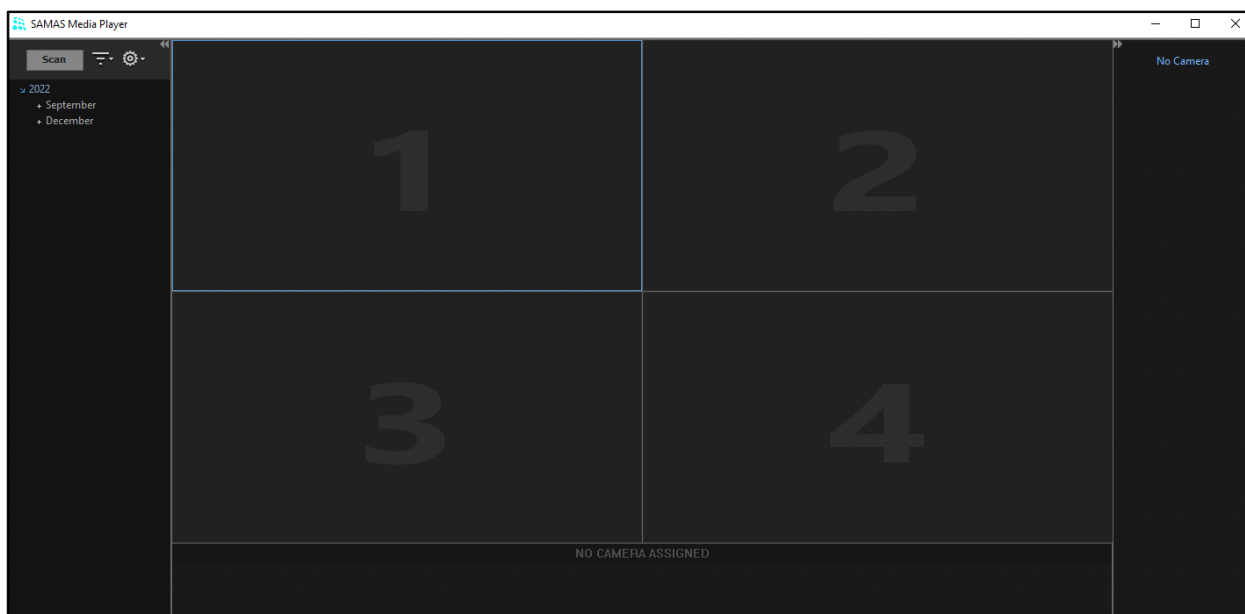 SAMAS Media Player
Scan
2022
+ September
+ December
1
2
3
4
No Camera
NO CAMERA ASSIGNED